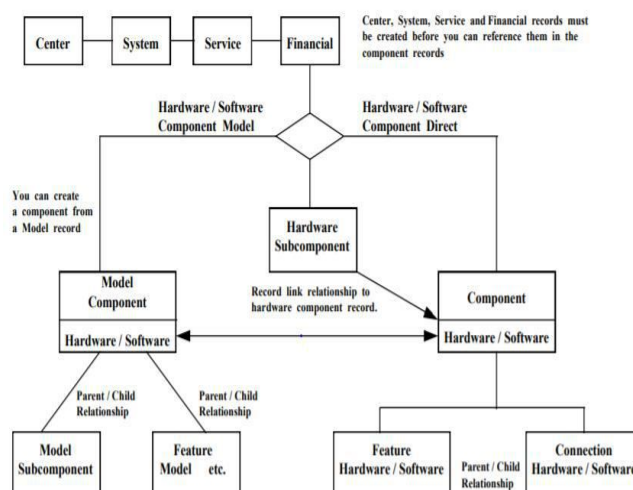 Center
System
Service
Financial
Center, System, Service and Financial records must
be created before you can reference them in the
component records
Hardware / Software
Component Model
Hardware / Software
Component Direct
You can create
a component from
a Model record
Hardware
Subcomponent
Model
Component
Hardware / Software
Record link relationship to
hardware component record.
Component
Hardware / Software
Parent / Child
Relationship
Parent / Child
Relationship
Model
Subcomponent
Feature
Model etc.
Feature
Hardware / Software
Parent / Child
Relationship
Connection
Hardware / Software